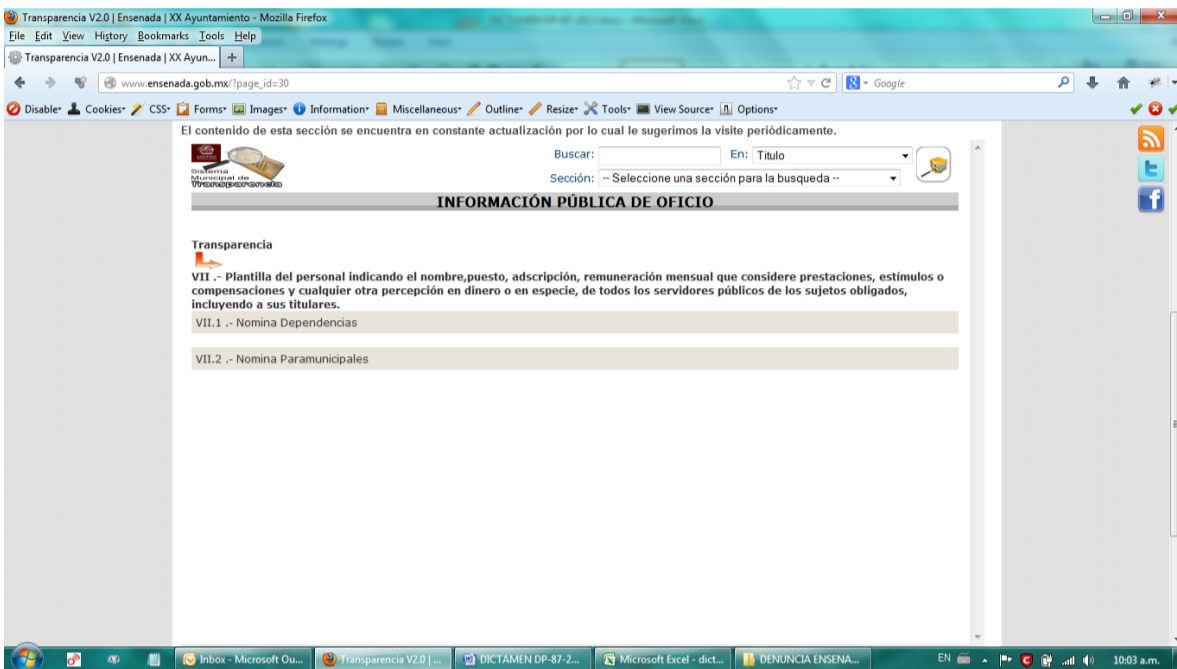 Transparencia V2.0 | Ensenada | XX Ayuntamiento - Mozilla Firefox
File Edit View History Bookmarks Tools Help
Transparencia V2.0 | Ensenada | XX Ayun... +
www.ensenada.gob.mx/?page_id=30
Google
Disable Cookies CSS Forms Images Information Miscellaneous Outline Resize Tools View Source Options
El contenido de esta sección se encuentra en constante actualización por lo cual le sugerimos la visite periódicamente.
Sistema
Municipal de
Transparencia
Buscar: En: Titulo
Sección: -- Seleccione una sección para la busqueda --
INFORMACIÓN PÚBLICA DE OFICIO
Transparencia
VII .- Plantilla del personal indicando el nombre,puesto, adscripción, remuneración mensual que considere prestaciones, estímulos o
compensaciones y cualquier otra percepción en dinero o en especie, de todos los servidores públicos de los sujetos obligados,
incluyendo a sus titulares.
VII.1 .- Nomina Dependencias
VII.2 .- Nomina Paramunicipales
Inbox - Microsoft Ou... Transparencia V2.0 | ... DICTAMEN DP-87-2... Microsoft Excel - dict... DENUNCIA ENSENA... EN 10:03 a.m.